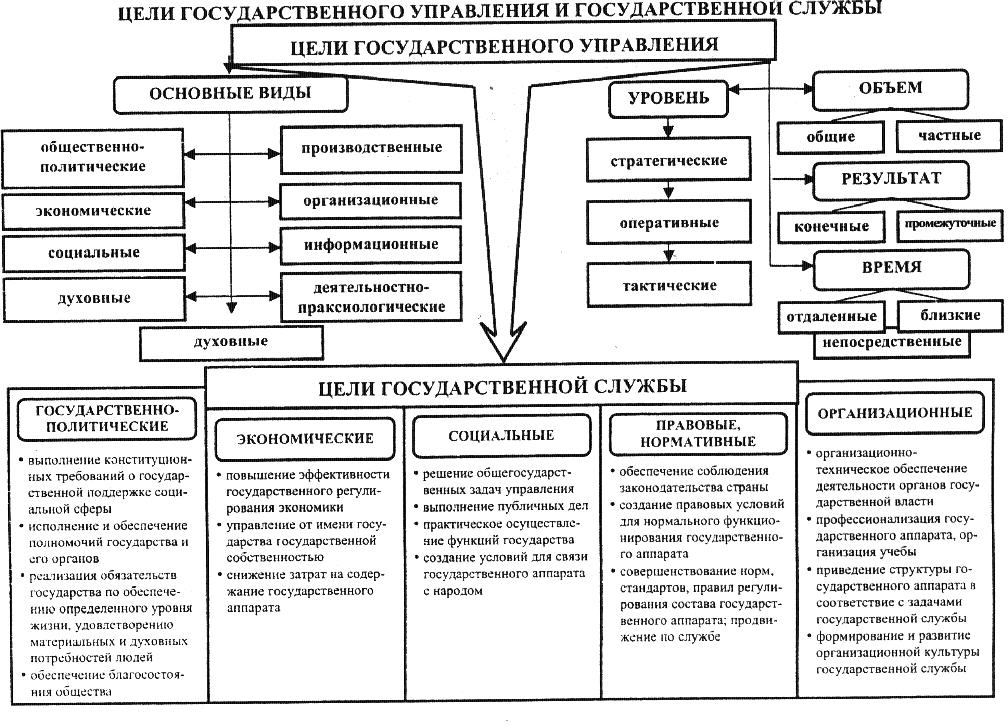 ЦЕЛИ ГОСУДАРСТВЕННОГО УПРАВЛЕНИЯ И ГОСУДАРСТВЕННОЙ СЛУЖБЫ
ЦЕЛИ ГОСУДАРСТВЕННОГО УПРАВЛЕНИЯ
ОСНОВНЫЕ ВИДЫ
общественно-
политические
производственные
экономические
организационные
социальные
информационные
духовные
деятельностно-
праксиологические
духовные
УРОВЕНЬ
стратегические
оперативные
тактические
ОБЪЕМ
общие
частные
РЕЗУЛЬТАТ
конечные
промежуточные
ВРЕМЯ
отдаленные
близкие
непосредственные
ЦЕЛИ ГОСУДАРСТВЕННОЙ СЛУЖБЫ
ГОСУДАРСТВЕННО-
ПОЛИТИЧЕСКИЕ
• выполнение конституцион-
ных требований о государ-
ственной поддержке соци-
альной сферы
• исполнение и обеспечение
полномочий государства и
его органов
• реализация обязательств
государства по обеспече-
нию определенного уровня
жизни, удовлетворению
материальных и духовных
потребностей людей
• обеспечение благосостоя-
ния общества
ЭКОНОМИЧЕСКИЕ
• повышение эффективности
государственного регули-
рования экономики
• управление от имени госу-
дарства государственной
собственностью
• снижение затрат на содер-
жание государственного
аппарата
СОЦИАЛЬНЫЕ
• решение общегосударст-
венных задач управления
• выполнение публичных дел
• практическое осуществле-
ние функций государства
• создание условий для связи
государственного аппарата
с народом
ПРАВОВЫЕ,
НОРМАТИВНЫЕ
• обеспечение соблюдения
законодательства страны
• создание правовых условий
для нормального функцио-
нирования государственно-
го аппарата
• совершенствование норм,
стандартов, правил регули-
рования состава государст-
венного аппарата; продви-
жение по службе
ОРГАНИЗАЦИОННЫЕ
• организационно-
техническое обеспечение
деятельности органов го-
сударственной власти
• профессионализация госу-
дарственного аппарата, ор-
ганизация учебы
• приведение структуры го-
сударственного аппарата в
соответствие с задачами
государственной службы
• формирование и развитие
организационной культуры
государственной службы